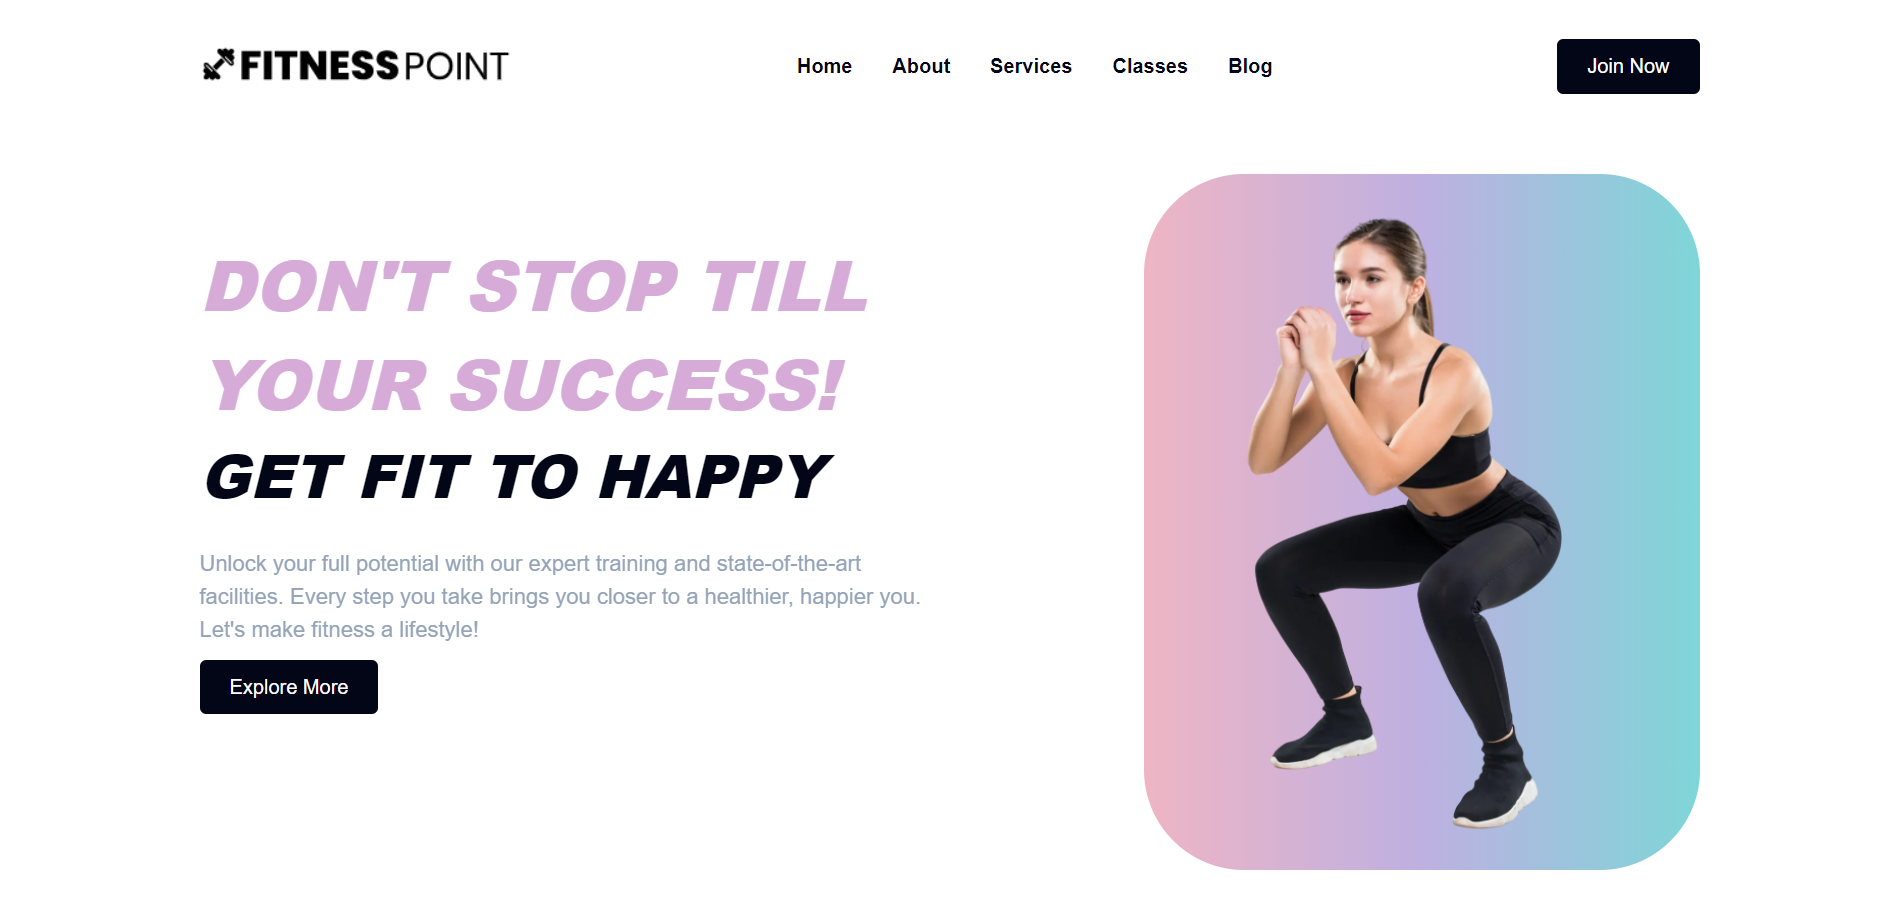 FITNESS POINT
Home About Services Classes Blog
Join Now
DON'T STOP TILL
YOUR SUCCESS!
GET FIT TO HAPPY
Unlock your full potential with our expert training and state-of-the-art
facilities. Every step you take brings you closer to a healthier, happier you.
Let's make fitness a lifestyle!
Explore More